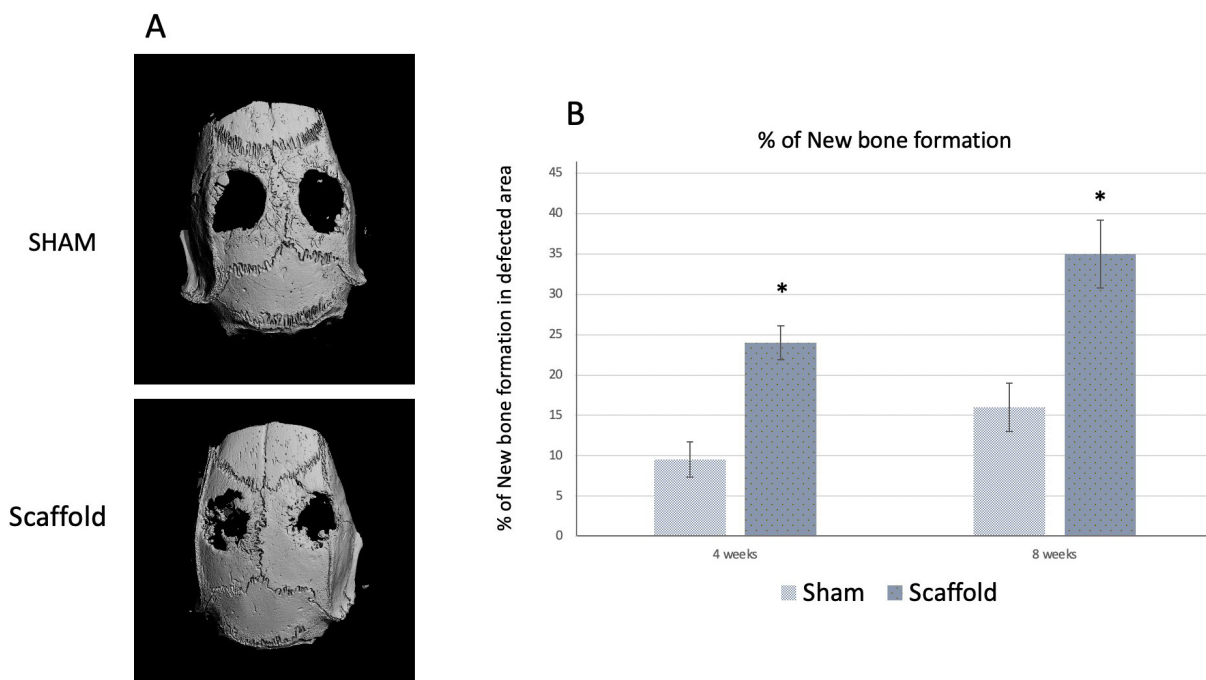 A
SHAM
Scaffold
B
% of New bone formation
% of New bone formation in defected area
45
40
35
30
25
20
15
10
5
0
*
*
4 weeks
8 weeks
Sham
Scaffold